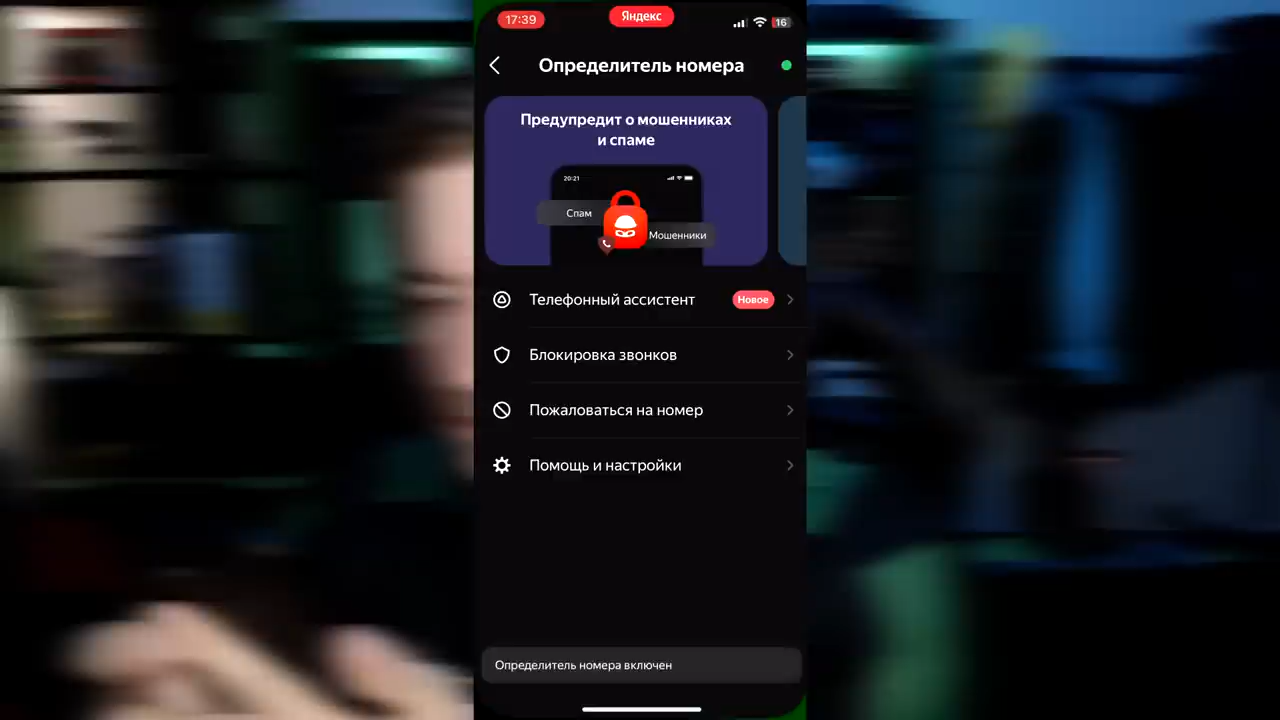 17:39
Яндекс
16
Определитель номера
Предупредит о мошенниках
и спаме
20:21
Спам
Мошенники
Телефонный ассистент
Новое
Блокировка звонков
Пожаловаться на номер
Помощь и настройки
Определитель номера включен